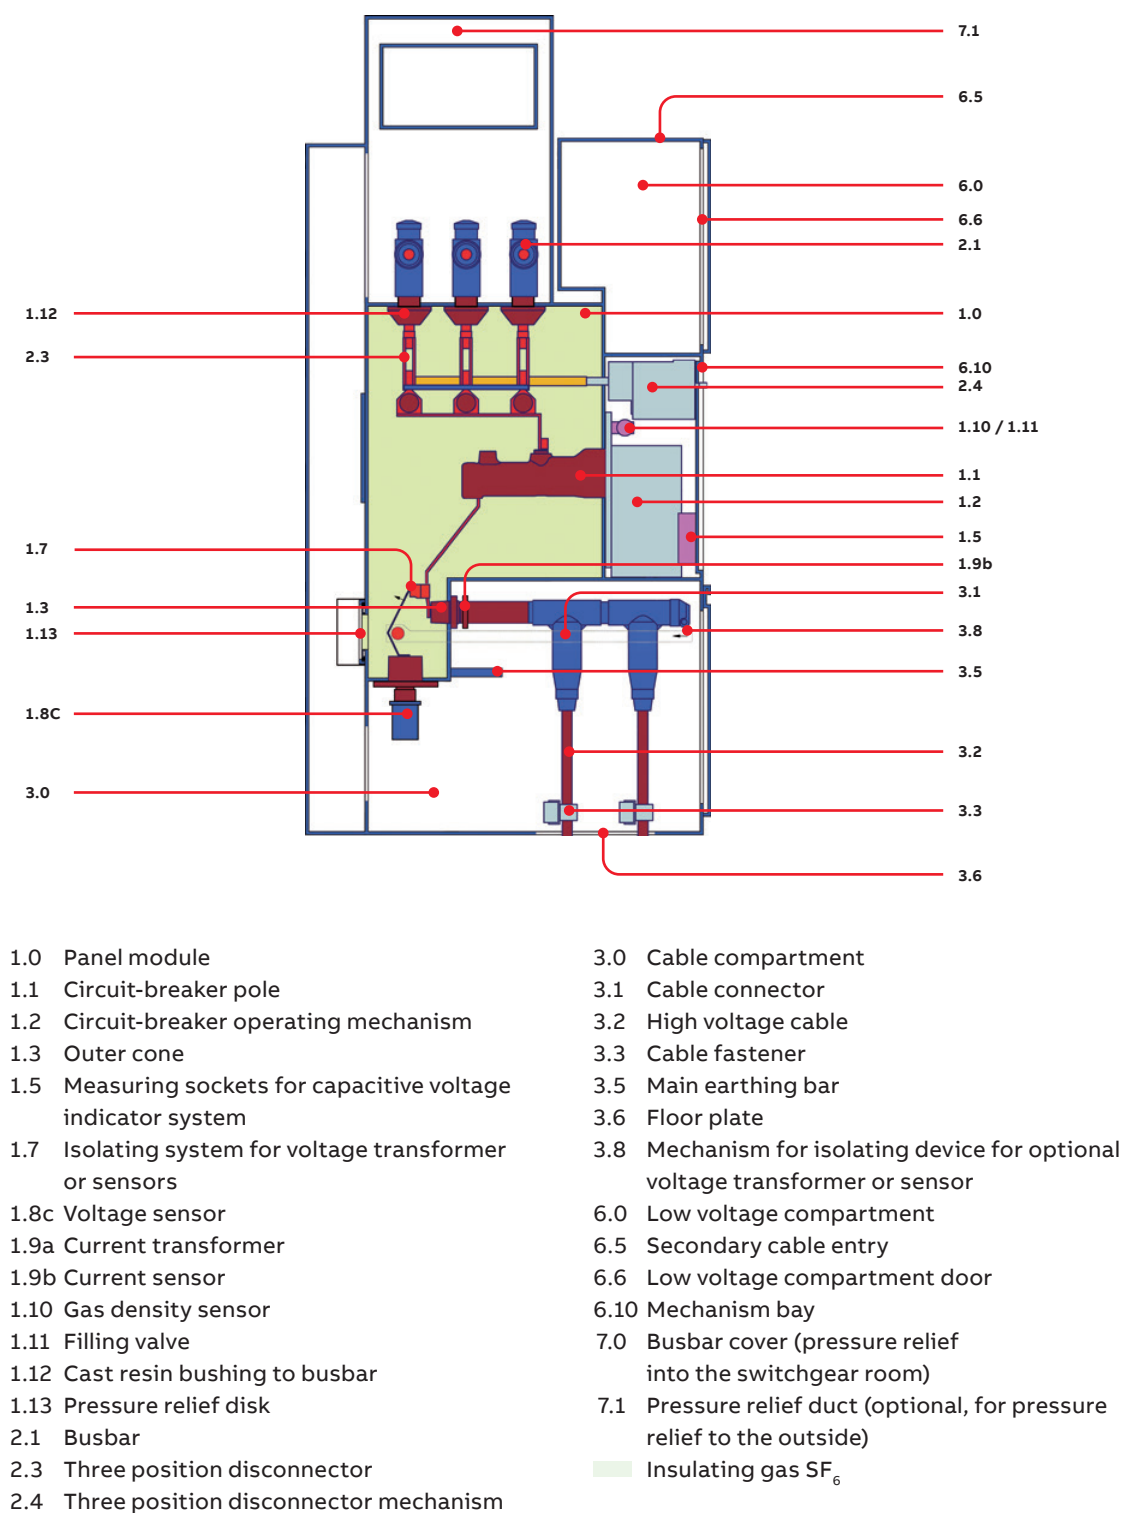 7.1
6.5
6.0
6.6
2.1
1.12
1.0
2.3
6.10
2.4
1.10 / 1.11
1.1
1.2
1.5
1.7
1.9b
3.1
1.3
3.8
1.13
3.5
1.8C
3.2
3.0
3.3
3.6
1.0 Panel module
1.1 Circuit-breaker pole
1.2 Circuit-breaker operating mechanism
1.3 Outer cone
1.5 Measuring sockets for capacitive voltage
indicator system
1.7 Isolating system for voltage transformer
or sensors
1.8c Voltage sensor
1.9a Current transformer
1.9b Current sensor
1.10 Gas density sensor
1.11 Filling valve
1.12 Cast resin bushing to busbar
1.13 Pressure relief disk
2.1 Busbar
2.3 Three position disconnector
2.4 Three position disconnector mechanism
3.0 Cable compartment
3.1 Cable connector
3.2 High voltage cable
3.3 Cable fastener
3.5 Main earthing bar
3.6 Floor plate
3.8 Mechanism for isolating device for optional
voltage transformer or sensor
6.0 Low voltage compartment
6.5 Secondary cable entry
6.6 Low voltage compartment door
6.10 Mechanism bay
7.0 Busbar cover (pressure relief
into the switchgear room)
7.1 Pressure relief duct (optional, for pressure
relief to the outside)
Insulating gas SF₆